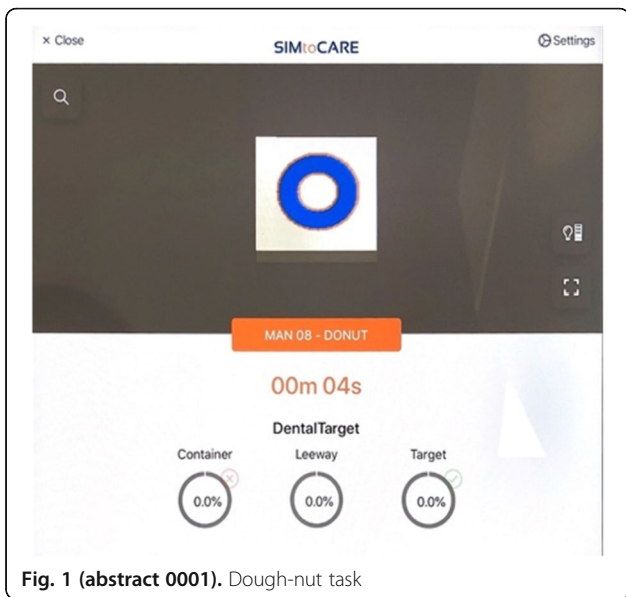 × Close
SIMtoCARE
Settings
MAN 08 - DONUT
00m 04s
DentalTarget
Container Leeway Target
0.0% 0.0% 0.0%
Fig. 1 (abstract 0001). Dough-nut task